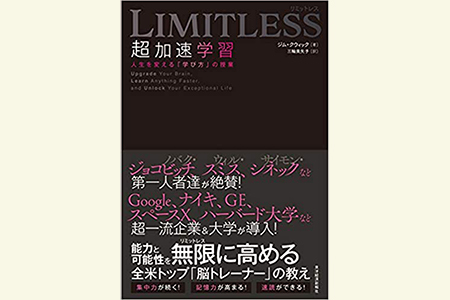 リミットレス
LIMITLESS
超加速学習
ジム・クウィック[著]
三輪美矢子[訳]
人生を変える「学び方」の授業
Upgrade Your Brain,
Learn Anything Faster,
and Unlock Your Exceptional Life
ノバク・ ウィル・ サイモン・
ジョコビッチ、スミス、シネックなど
第一人者達が絶賛!
Google、ナイキ、GE、
スペースX、ハーバード大学など
超一流企業&大学が導入!
能力と
可能性を
リミットレス
無限に高める
全米トップ「脳トレーナー」の教え
集中力が続く! 記憶力が高まる! 速読ができる!
東洋経済新報社